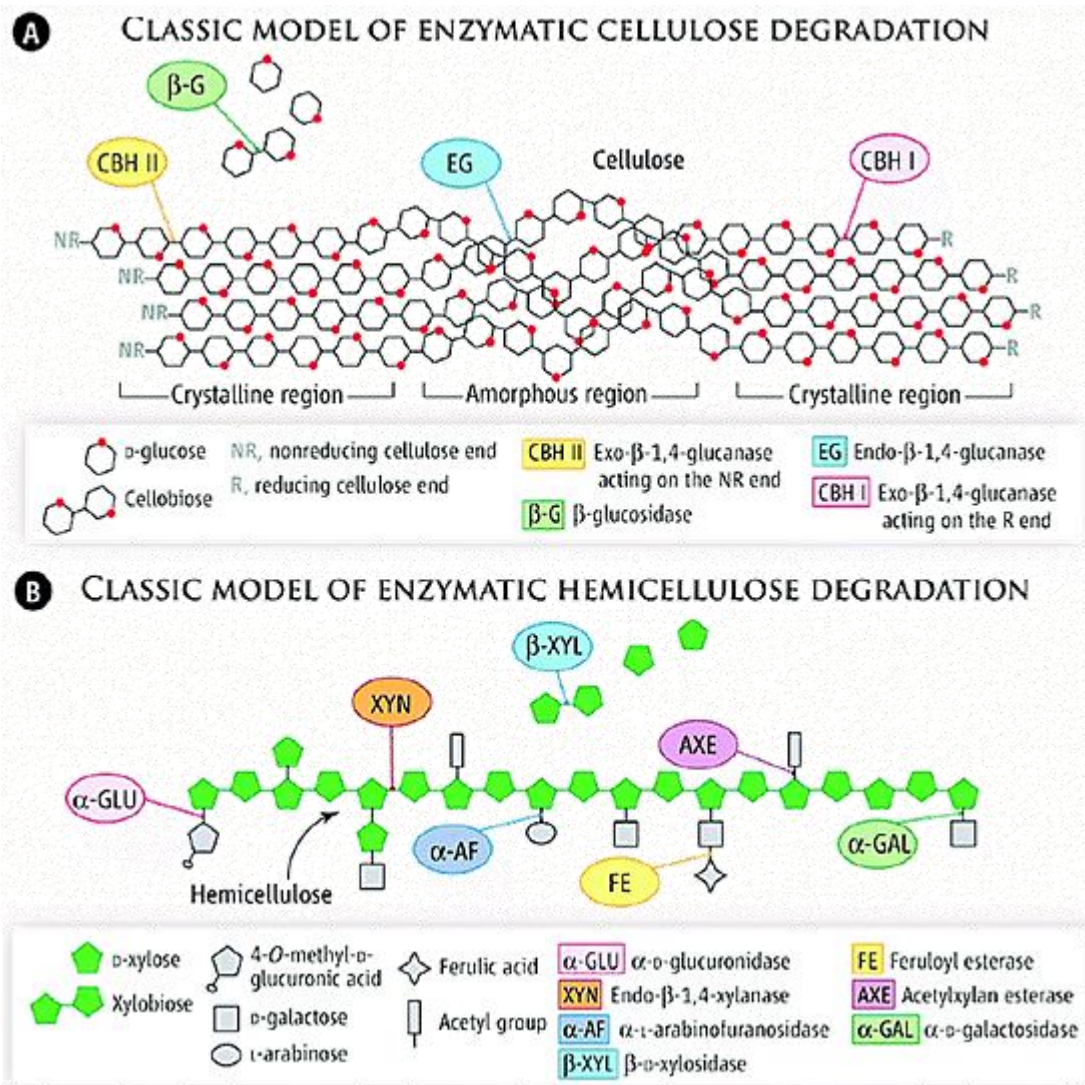 A CLASSIC MODEL OF ENZYMATIC CELLULOSE DEGRADATION
β-G
CBH II
EG
Cellulose
CBH I
NR
R
NR
R
NR
R
NR
R
Crystalline region
Amorphous region
Crystalline region
D-glucose
Cellobiose
NR, nonreducing cellulose end
R, reducing cellulose end
CBH II Exo-β-1,4-glucanase
acting on the NR end
β-G β-glucosidase
EG Endo-β-1,4-glucanase
CBH I Exo-β-1,4-glucanase
acting on the R end
B CLASSIC MODEL OF ENZYMATIC HEMICELLULOSE DEGRADATION
β-XYL
XYN
AXE
α-GLU
α-AF
α-GAL
FE
Hemicellulose
D-xylose
Xylobiose
4-O-methyl-D-
glucuronic acid
D-galactose
L-arabinose
Ferulic acid
Acetyl group
α-GLU α-D-glucuronidase
XYN Endo-β-1,4-xylanase
α-AF α-L-arabinofuranosidase
β-XYL β-D-xylosidase
FE Feruloyl esterase
AXE Acetylxylan esterase
α-GAL α-D-galactosidase